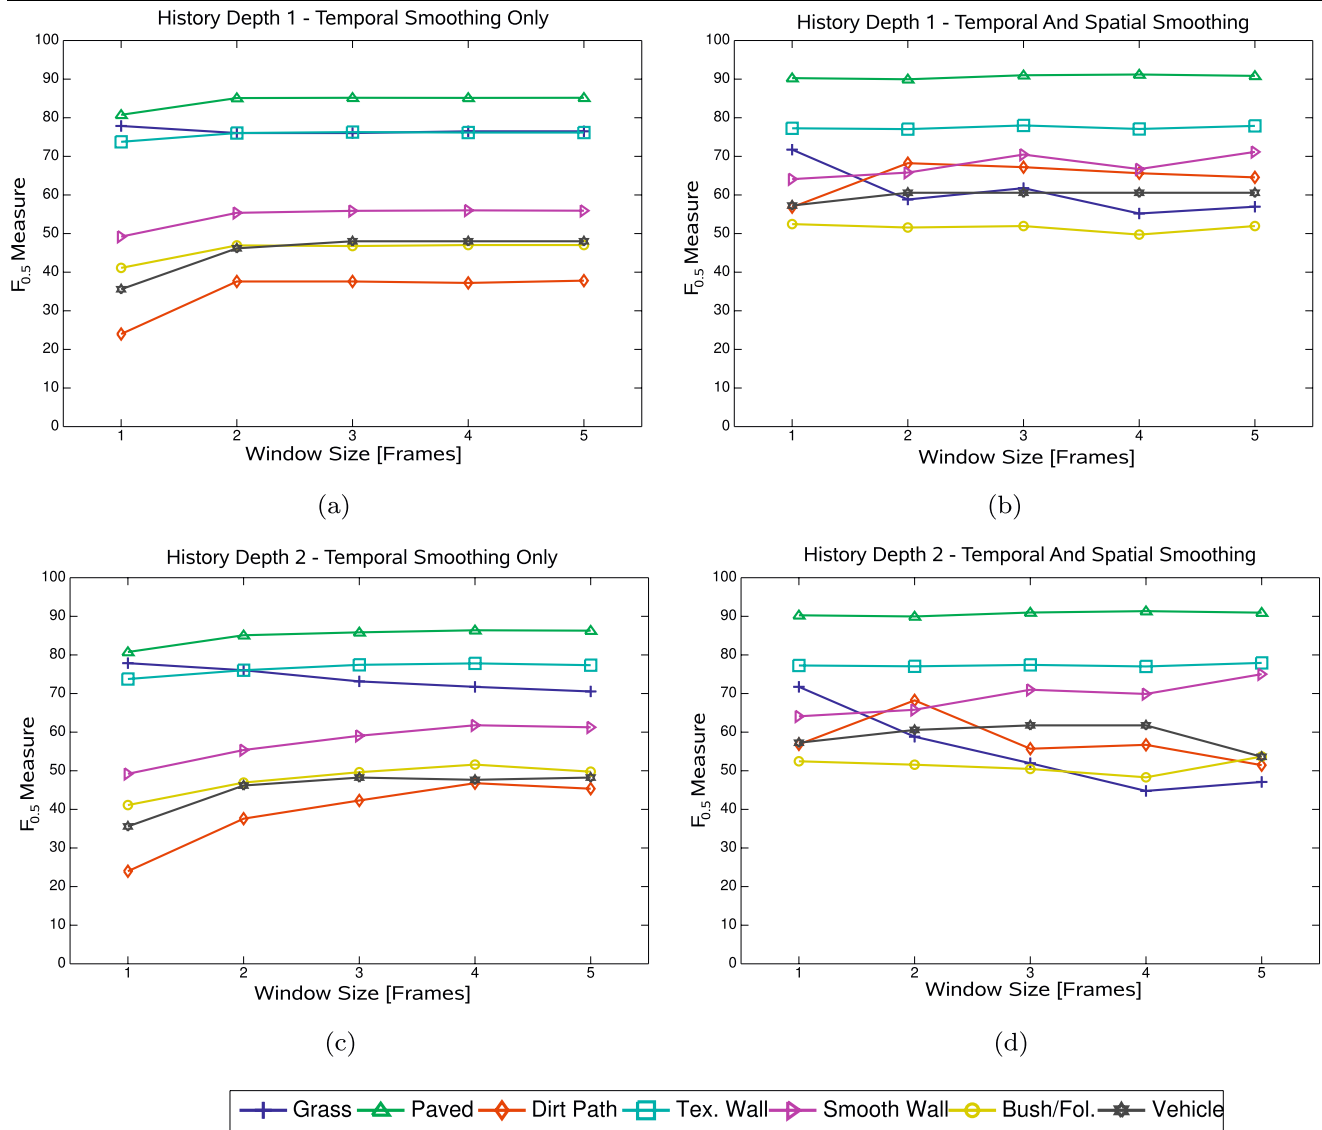 History Depth 1 - Temporal Smoothing Only
100
90
80
70
60
50
40
30
20
10
0
F0.5 Measure
1 2 3 4 5
Window Size [Frames]
(a)
History Depth 1 - Temporal And Spatial Smoothing
100
90
80
70
60
50
40
30
20
10
0
F0.5 Measure
1 2 3 4 5
Window Size [Frames]
(b)
History Depth 2 - Temporal Smoothing Only
100
90
80
70
60
50
40
30
20
10
0
F0.5 Measure
1 2 3 4 5
Window Size [Frames]
(c)
History Depth 2 - Temporal And Spatial Smoothing
100
90
80
70
60
50
40
30
20
10
0
F0.5 Measure
1 2 3 4 5
Window Size [Frames]
(d)
Grass Paved Dirt Path Tex. Wall Smooth Wall Bush/Fol. Vehicle